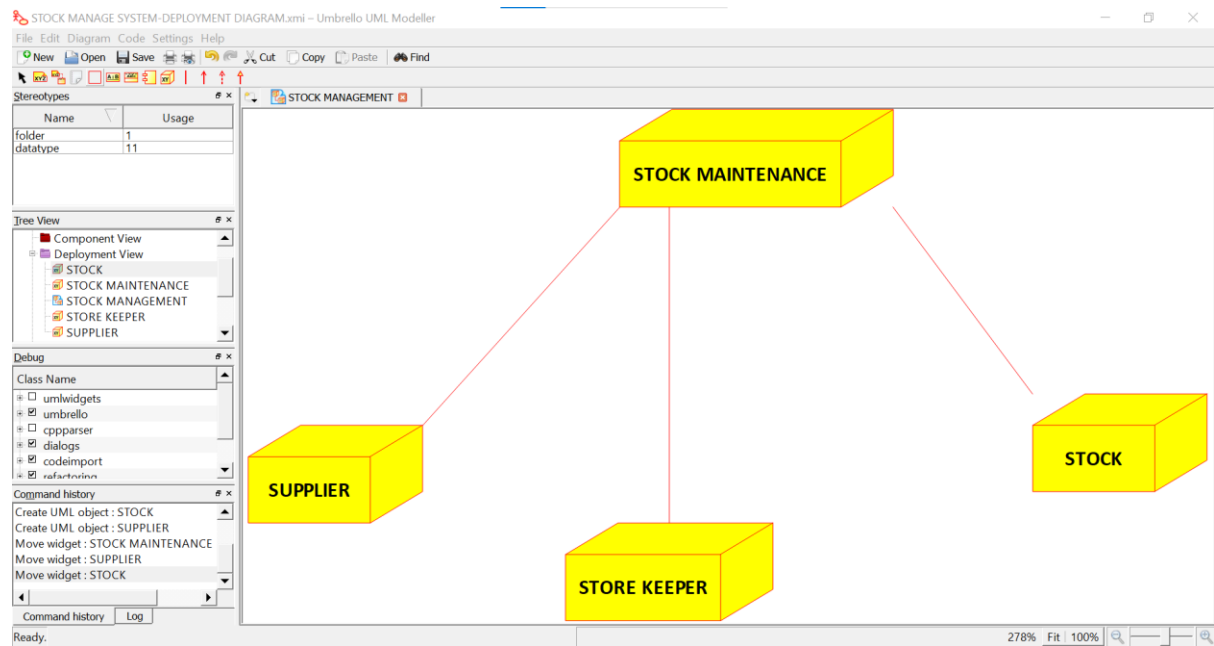 STOCK MANAGE SYSTEM-DEPLOYMENT DIAGRAM.xmi – Umbrello UML Modeller
File Edit Diagram Code Settings Help
New Open Save Cut Copy Paste Find
Stereotypes
Name Usage
folder 1
datatype 11
Tree View
Component View
Deployment View
STOCK
STOCK MAINTENANCE
STOCK MANAGEMENT
STORE KEEPER
SUPPLIER
Debug
Class Name
umlwidgets
umbrello
cppparser
dialogs
codeimport
refactoring
Command history
Create UML object : STOCK
Create UML object : SUPPLIER
Move widget : STOCK MAINTENANCE
Move widget : SUPPLIER
Move widget : STOCK
Command history Log
Ready.
STOCK MANAGEMENT
STOCK MAINTENANCE
SUPPLIER
STOCK
STORE KEEPER
278% Fit 100%